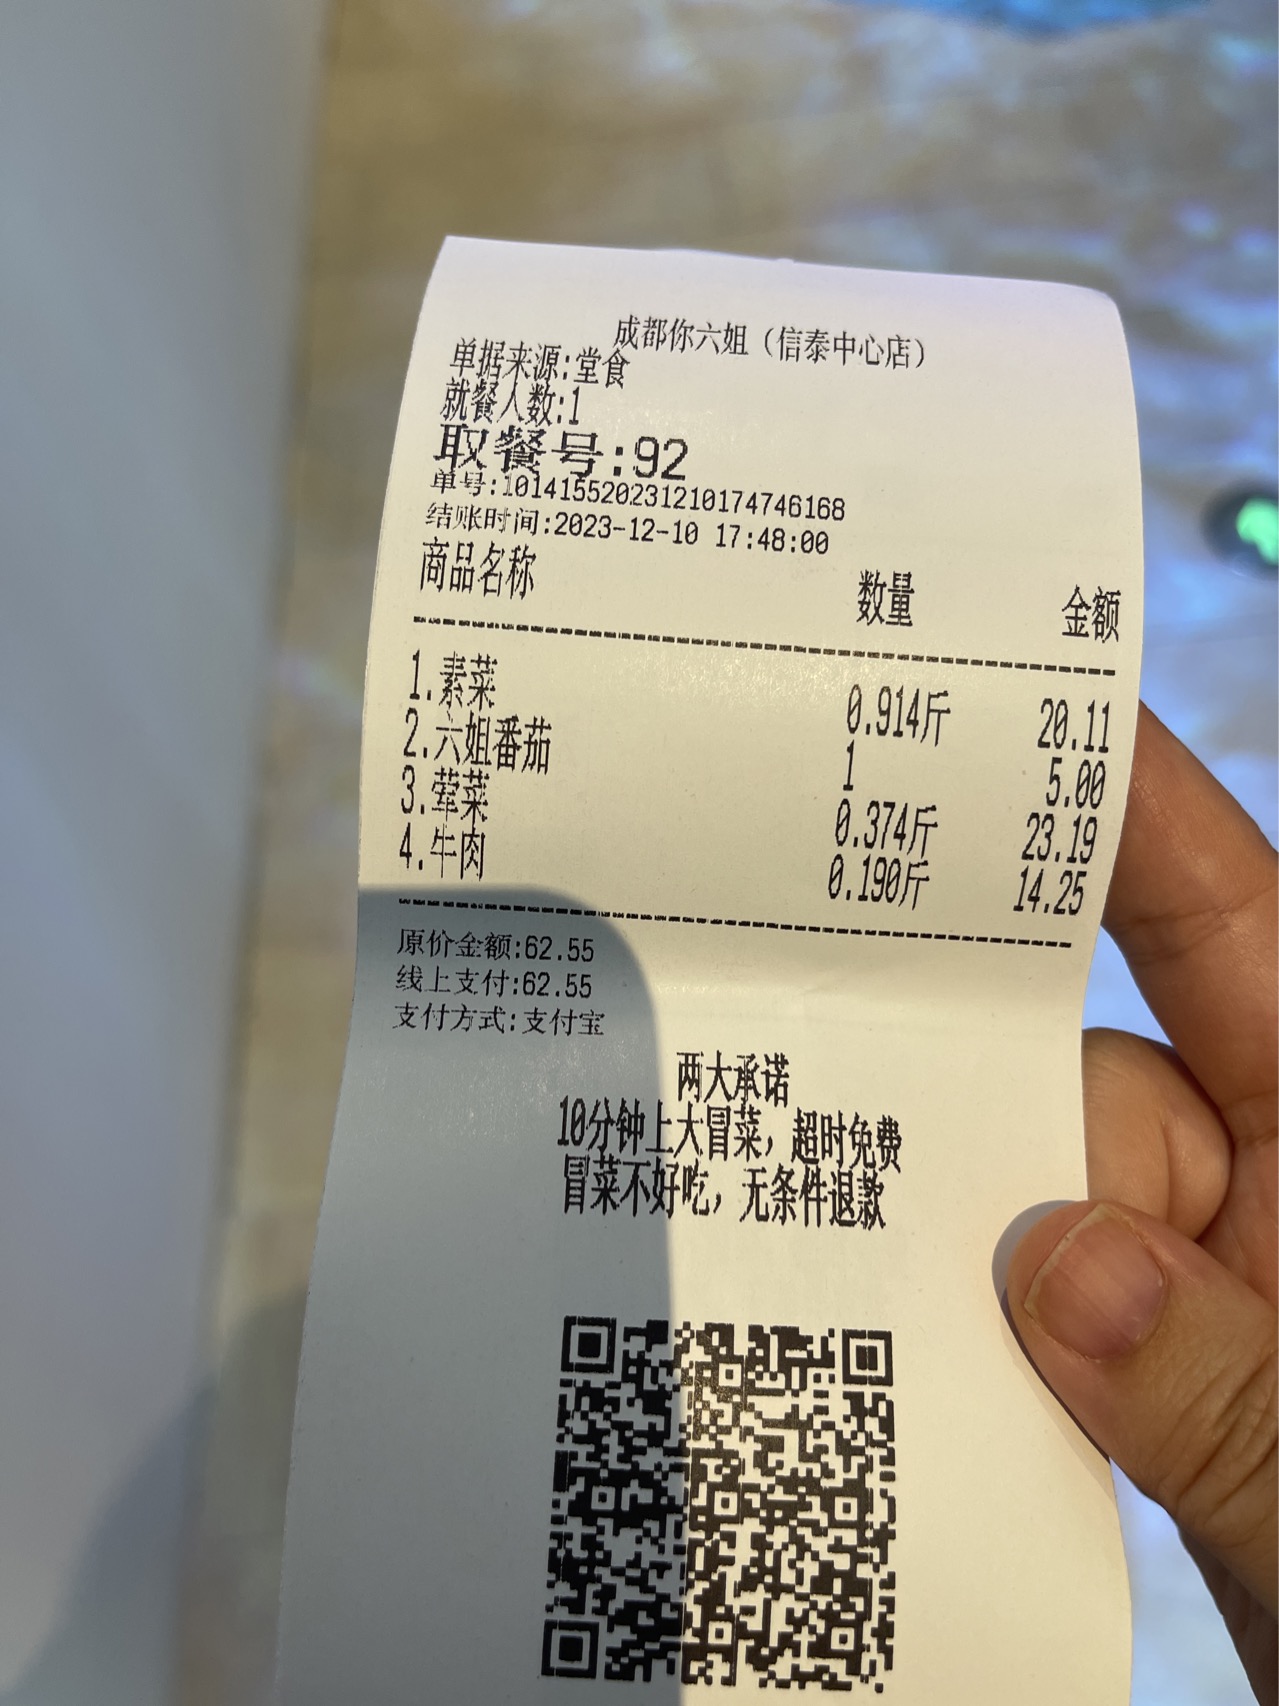 成都你六姐（信泰中心店）
单据来源:堂食
就餐人数:1
取餐号:92
单号:101415520231210174746168
结账时间:2023-12-10 17:48:00
商品名称 数量 金额
1.素菜 0.914斤 20.11
2.六姐番茄 1 5.00
3.荤菜 0.374斤 23.19
4.牛肉 0.190斤 14.25
原价金额:62.55
线上支付:62.55
支付方式:支付宝
两大承诺
10分钟上大冒菜，超时免费
冒菜不好吃，无条件退款